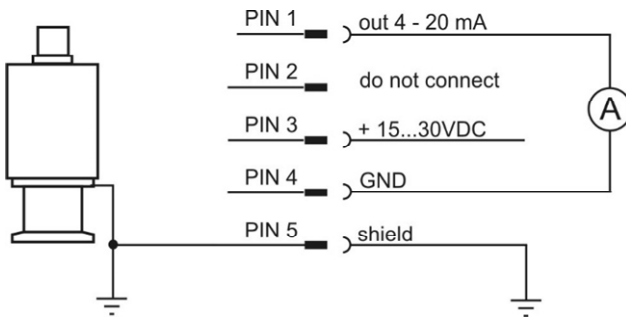 PIN 1 out 4 - 20 mA
PIN 2 do not connect
A
PIN 3 + 15...30VDC
PIN 4 GND
PIN 5 shield